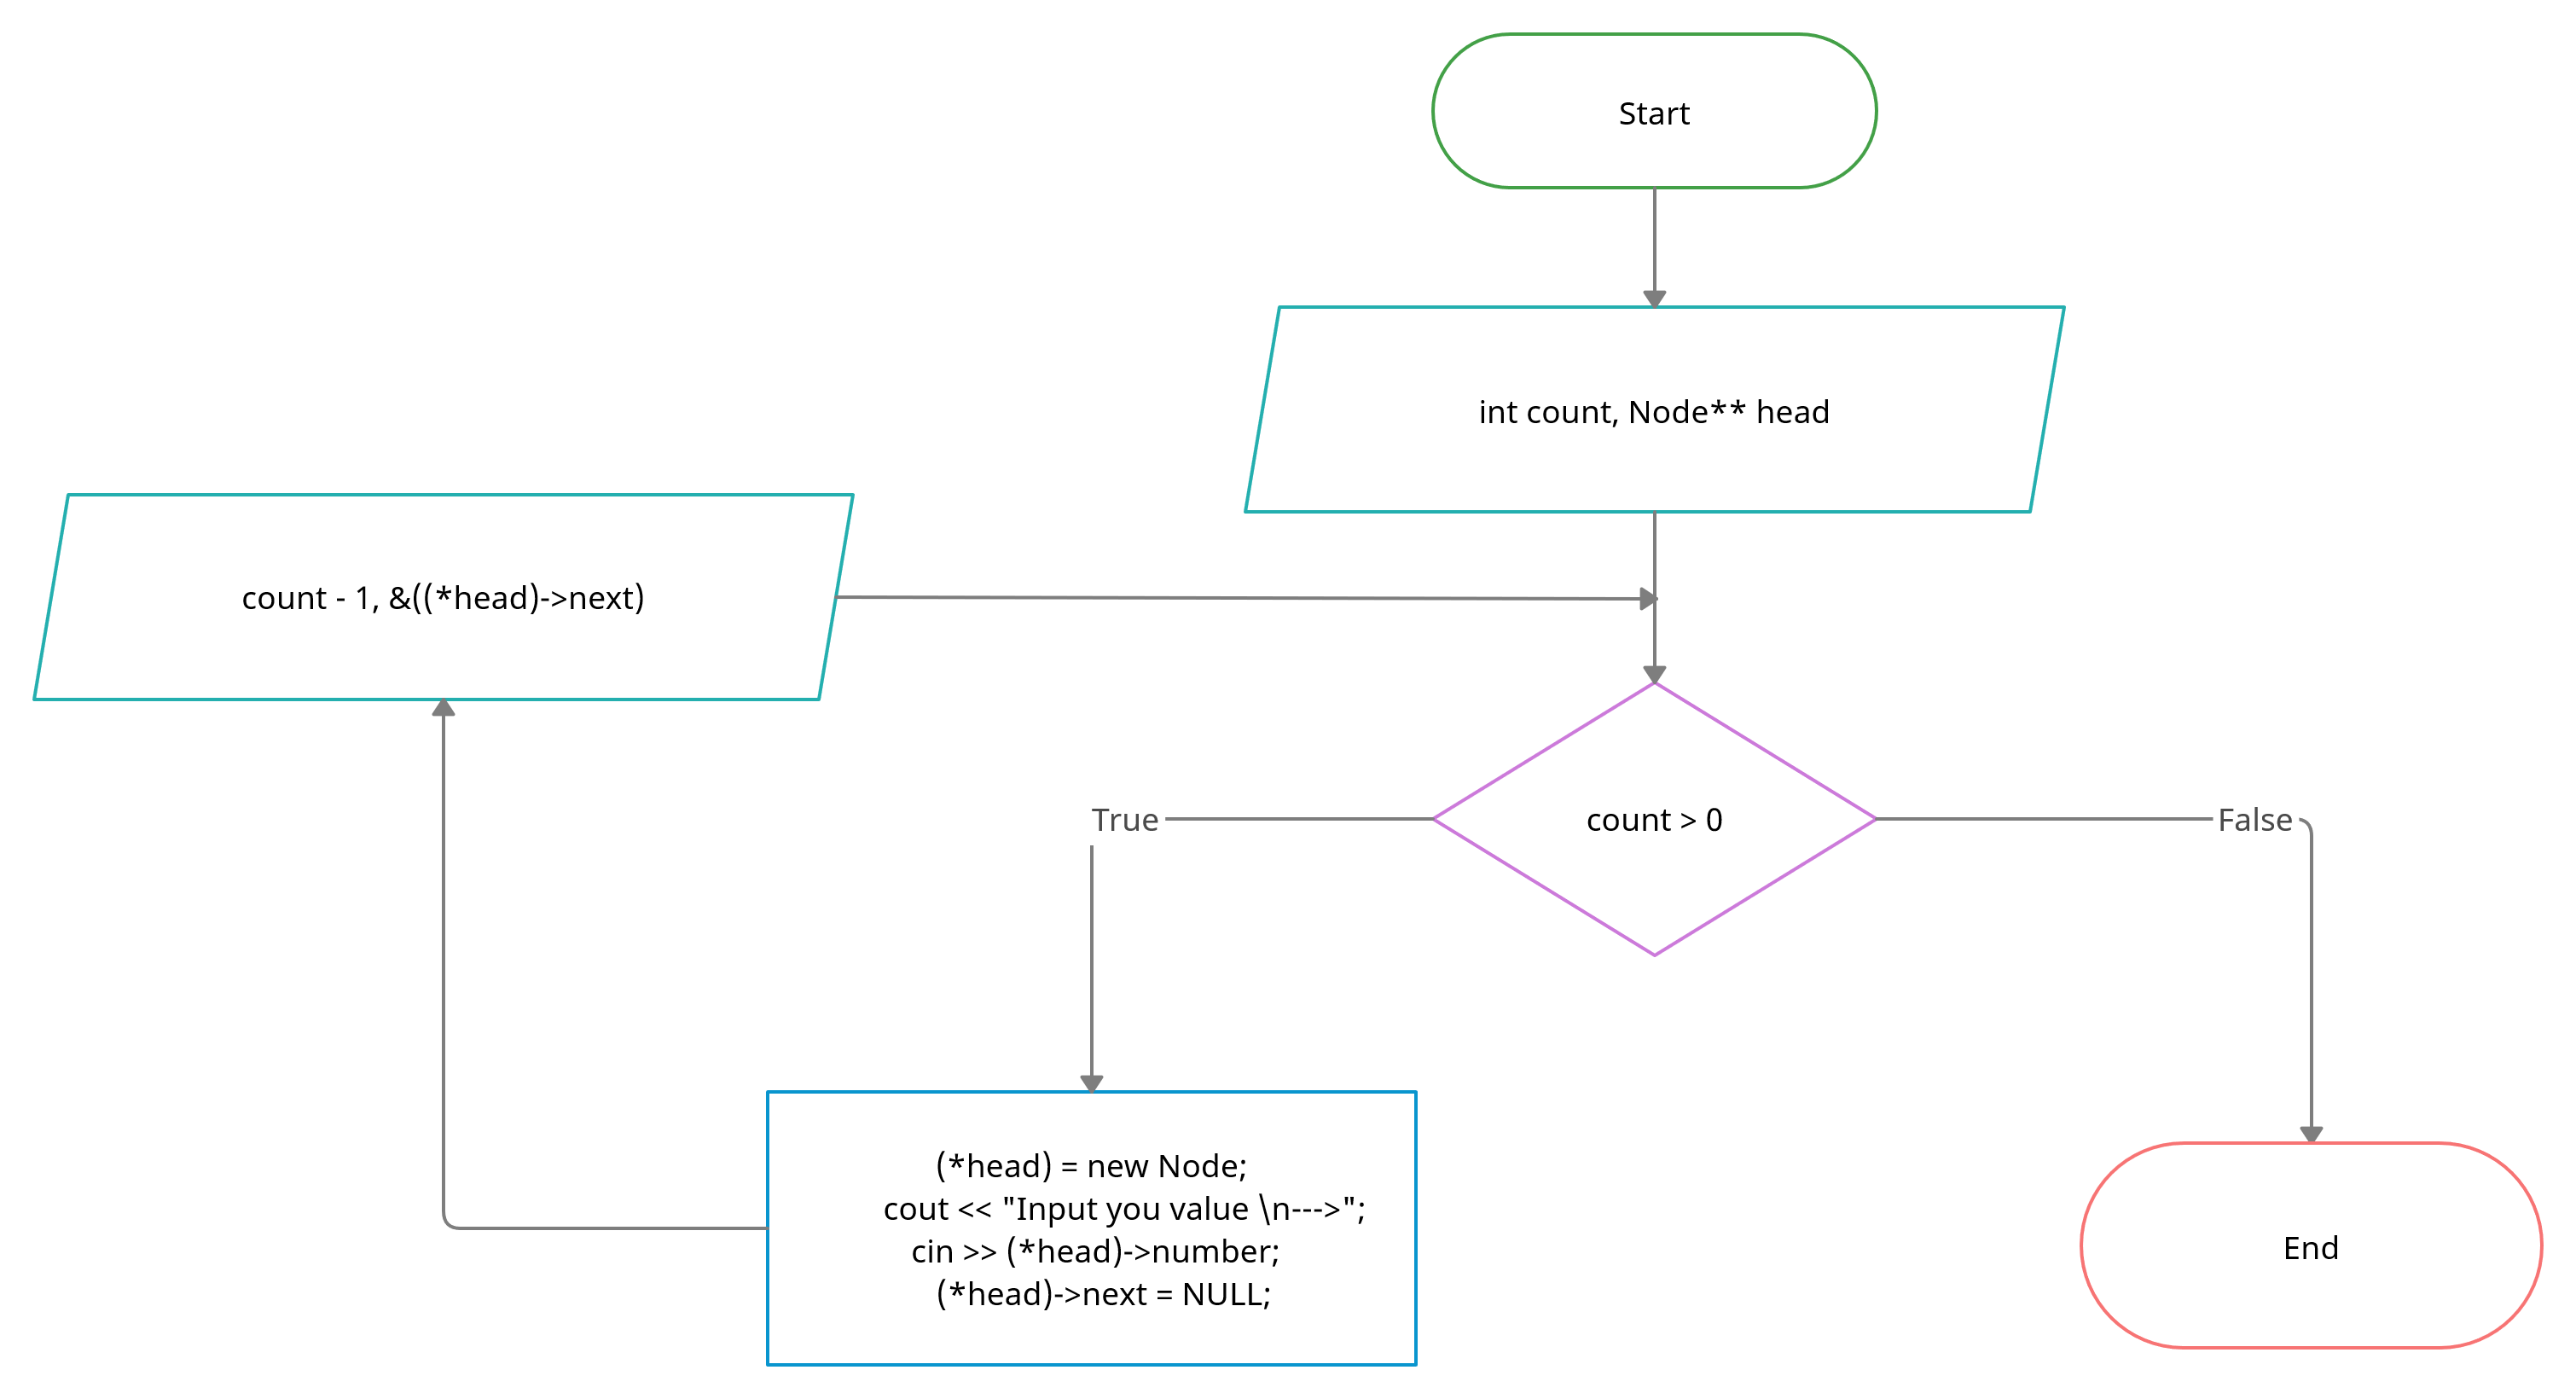 Start
int count, Node** head
count - 1, &((*head)->next)
count > 0
True
False
(*head) = new Node;
cout << "Input you value \n--->";
cin >> (*head)->number;
(*head)->next = NULL;
End